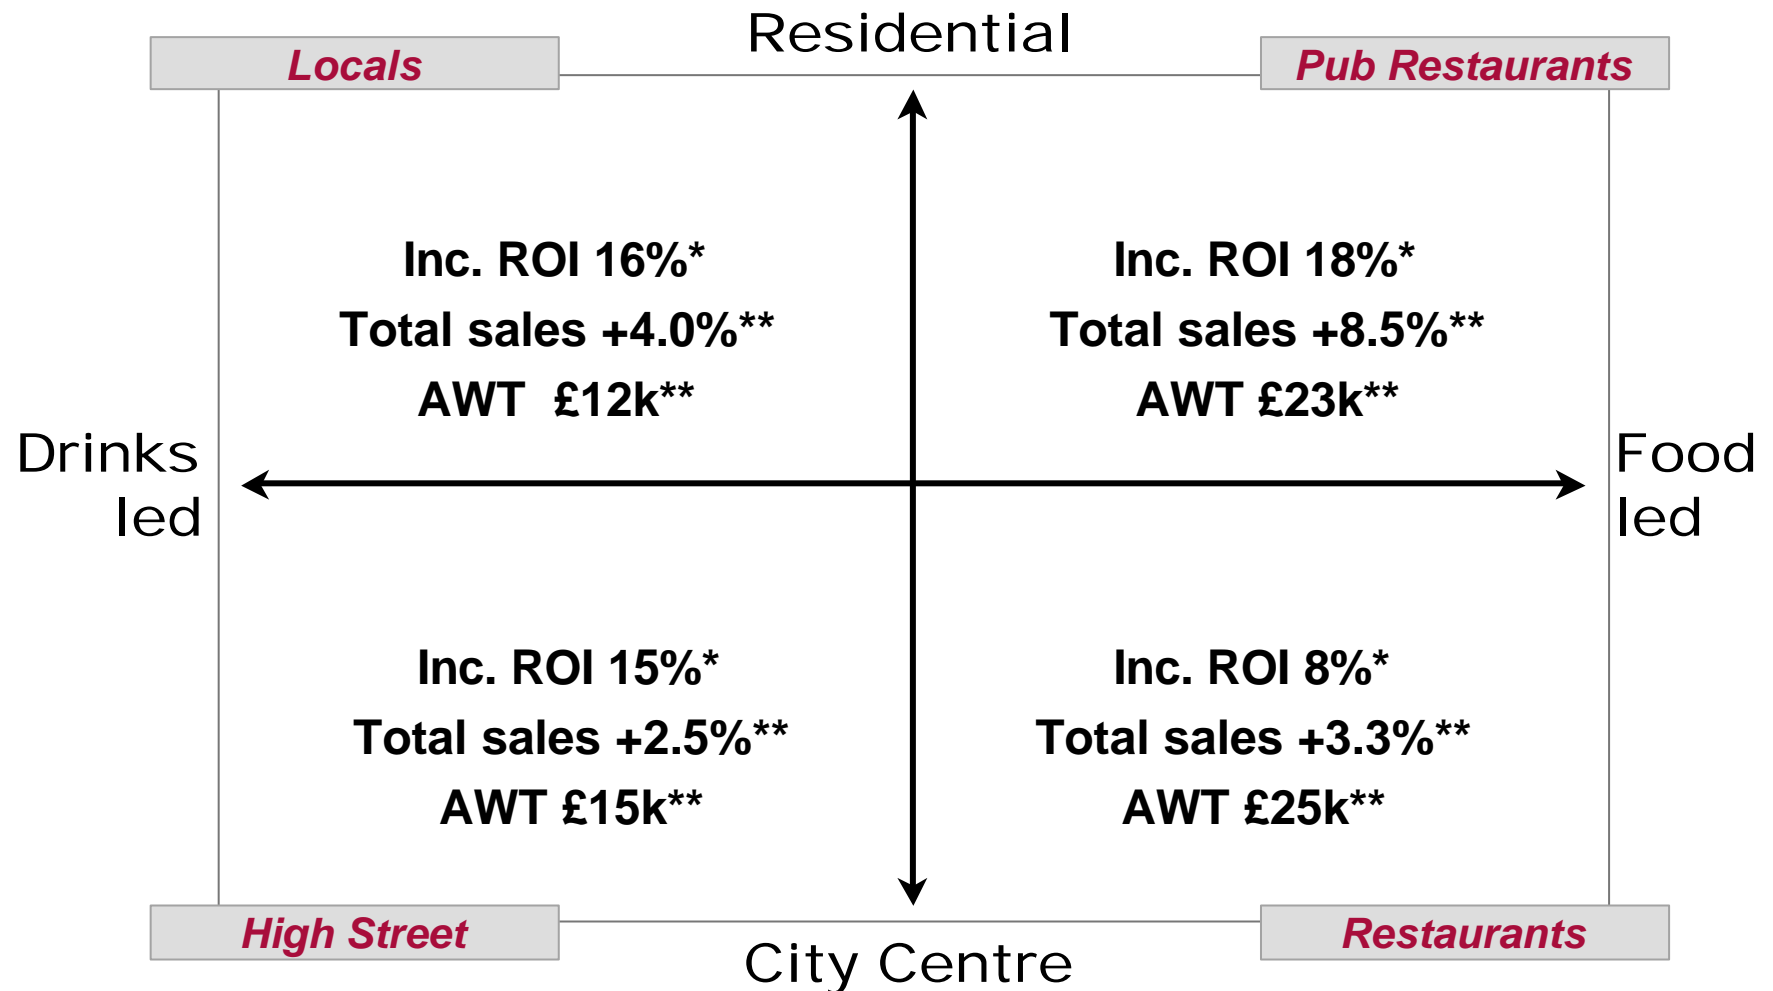 Residential
Locals
Pub Restaurants
Inc. ROI 16%*
Total sales +4.0%**
AWT £12k**
Inc. ROI 18%*
Total sales +8.5%**
AWT £23k**
Drinks
led
Food
led
Inc. ROI 15%*
Total sales +2.5%**
AWT £15k**
Inc. ROI 8%*
Total sales +3.3%**
AWT £25k**
High Street
Restaurants
City Centre